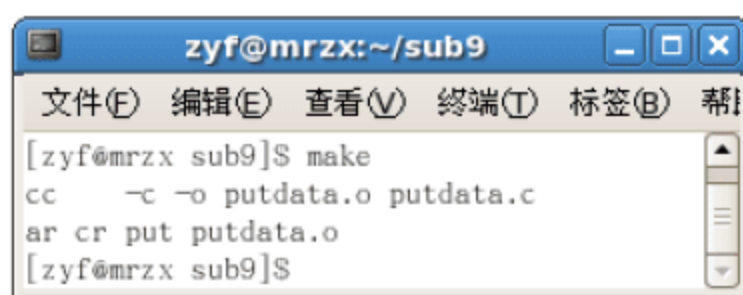 zyf@mrzx:~/sub9
文件(F) 编辑(E) 查看(V) 终端(T) 标签(B) 帮
[zyf@mrzx sub9]$ make
cc    -c -o putdata.o putdata.c
ar cr put putdata.o
[zyf@mrzx sub9]$